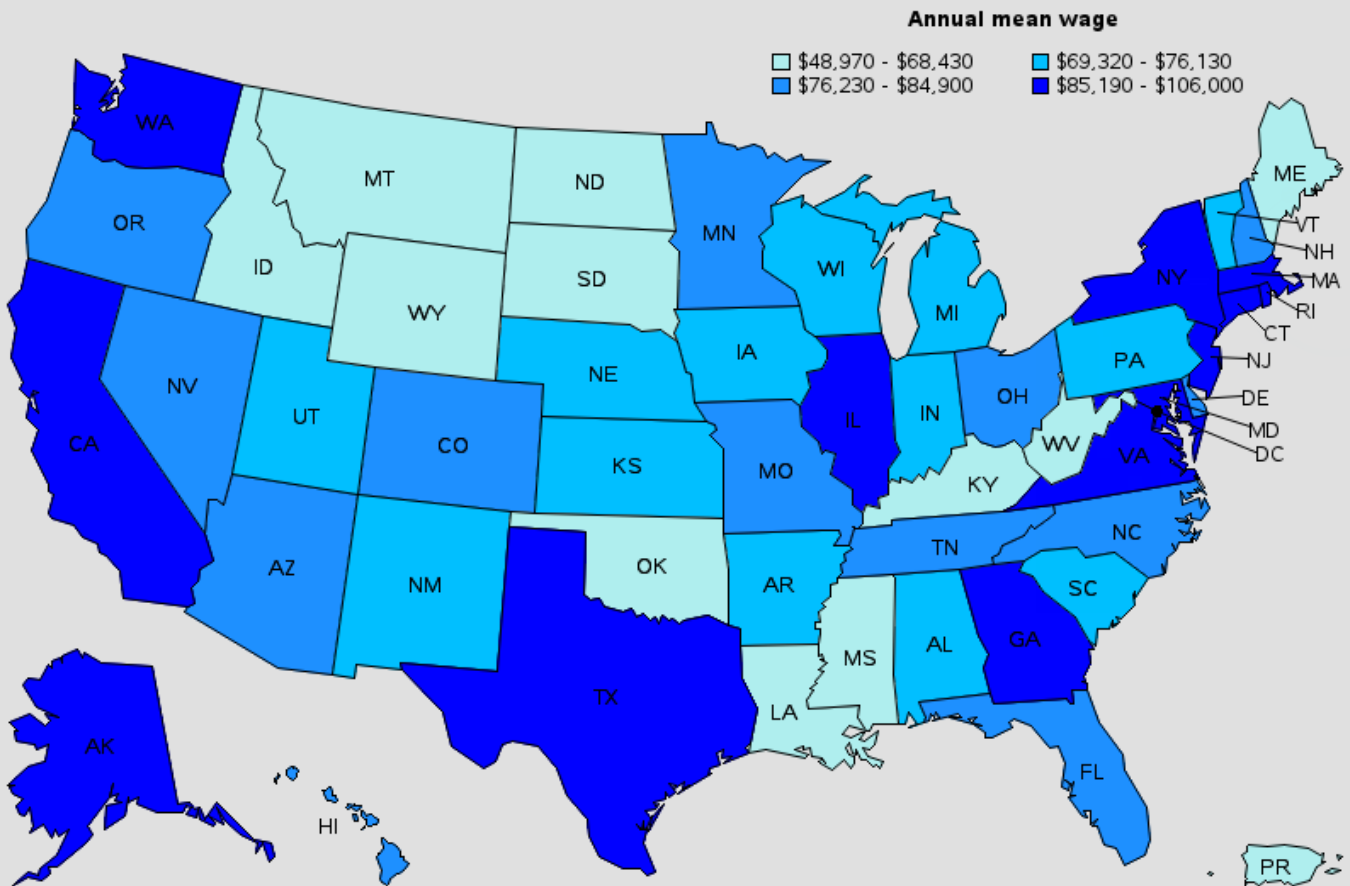 Annual mean wage
$48,970 - $68,430 $69,320 - $76,130
$76,230 - $84,900 $85,190 - $106,000
WA
MT
ND
ME
OR
MN
VT
ID
SD
WI
NH
NY
MA
WY
MI
RI
CT
IA
PA
NJ
NV
NE
OH
DE
UT
IN
MD
CA
CO
IL
WV
VA
DC
KS
MO
KY
AZ
OK
TN
NC
NM
AR
SC
MS
AL
GA
TX
LA
AK
FL
HI
PR